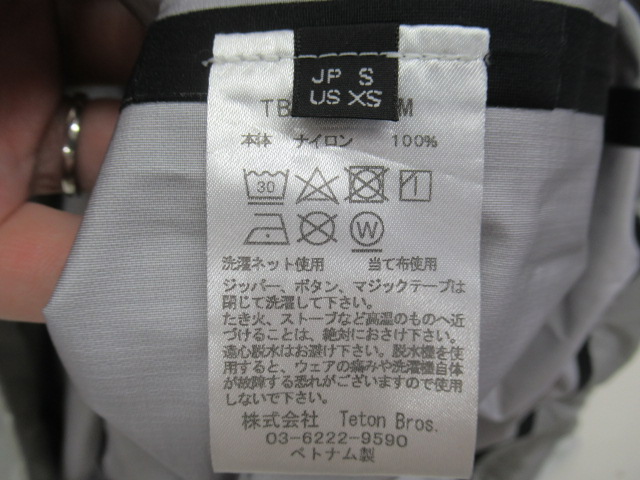 JP S
US XS
TB M
本体 ナイロン 100%
30
W
洗濯ネット使用 当て布使用
ジッパー、ボタン、マジックテープは
閉じて洗濯して下さい。
たき火、ストーブなど高温のものへ近
づけることは、絶対におさけ下さい。
遠心脱水はお避け下さい。脱水機を使
用すると、ウェアの痛みや洗濯機自体
が故障する恐れがございますので使用
しないで下さい。
株式会社 Teton Bros.
03-6222-9590
ベトナム製